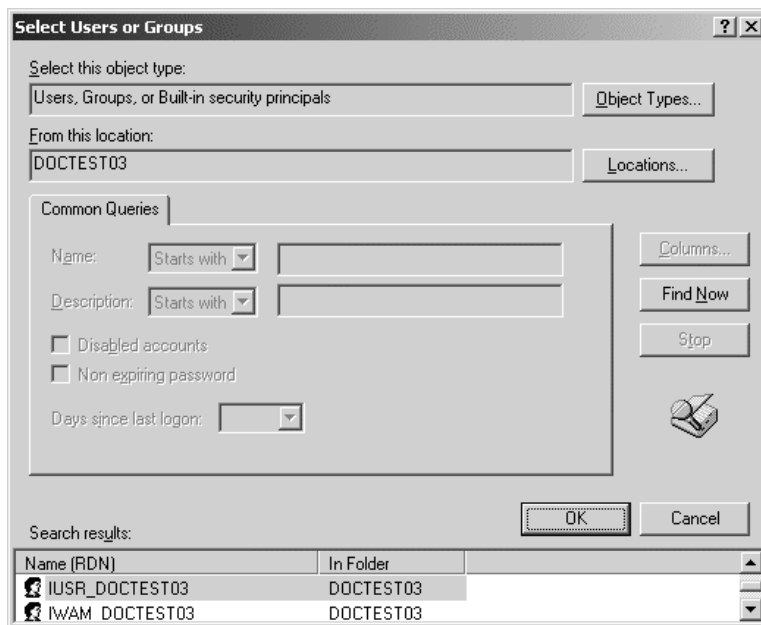 Select Users or Groups
Select this object type:
Users, Groups, or Built-in security principals
Object Types...
From this location:
DOCTEST03
Locations...
Common Queries
Name:
Starts with
Columns...
Description:
Starts with
Find Now
Disabled accounts
Stop
Non expiring password
Days since last logon:
OK
Cancel
Search results:
Name (RDN) In Folder
IUSR_DOCTEST03 DOCTEST03
IWAM_DOCTEST03 DOCTEST03